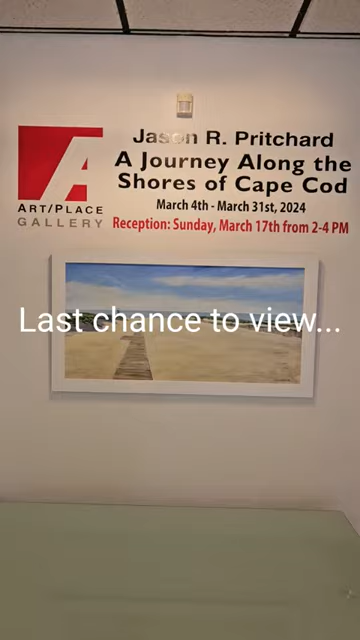 Jason R. Pritchard
A Journey Along the
Shores of Cape Cod
March 4th - March 31st, 2024
Reception: Sunday, March 17th from 2-4 PM
ART/PLACE
GALLERY
Last chance to view...